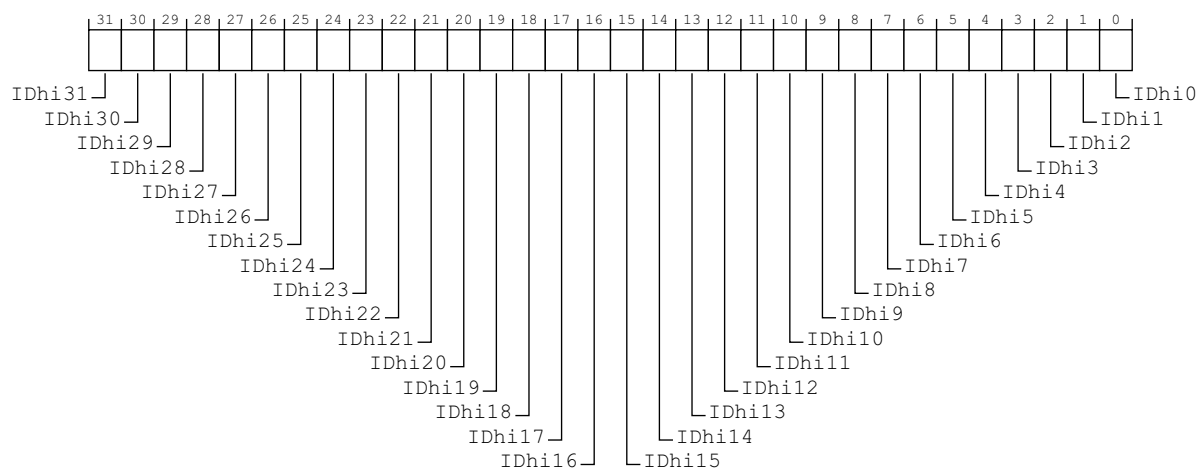 31 30 29 28 27 26 25 24 23 22 21 20 19 18 17 16 15 14 13 12 11 10 9 8 7 6 5 4 3 2 1 0
IDhi31 IDhi0
IDhi30 IDhi1
IDhi29 IDhi2
IDhi28 IDhi3
IDhi27 IDhi4
IDhi26 IDhi5
IDhi25 IDhi6
IDhi24 IDhi7
IDhi23 IDhi8
IDhi22 IDhi9
IDhi21 IDhi10
IDhi20 IDhi11
IDhi19 IDhi12
IDhi18 IDhi13
IDhi17 IDhi14
IDhi16 IDhi15